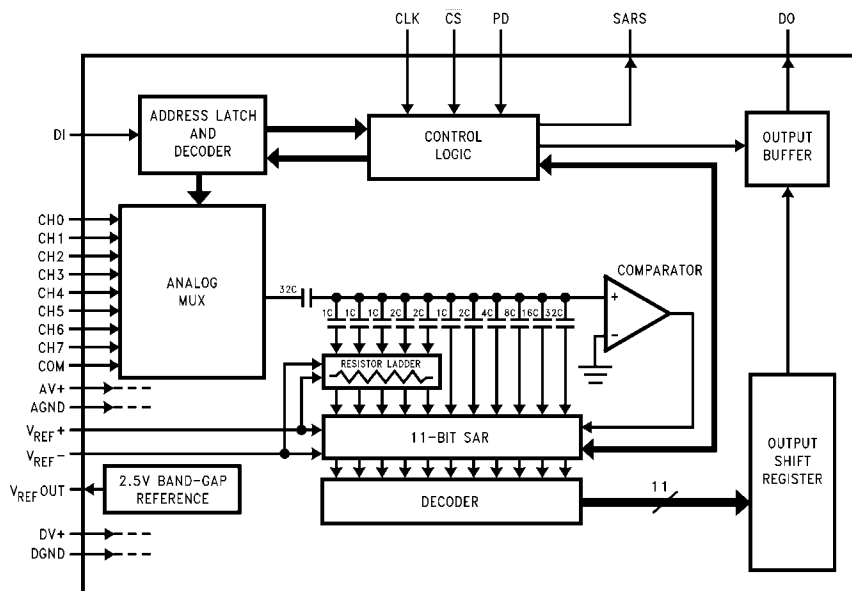 CLK CS PD SARS DO
DI
ADDRESS LATCH
AND
DECODER
CONTROL
LOGIC
OUTPUT
BUFFER
CH0
CH1
CH2
CH3
CH4
CH5
CH6
CH7
COM
ANALOG
MUX
32C
1C 1C 1C 2C 2C 1C 2C 4C 8C 16C 32C
COMPARATOR
+
−
RESISTOR LADDER
AV+
AGND
VREF+
VREF−
11-BIT SAR
VREFOUT
2.5V BAND-GAP
REFERENCE
DECODER
11
OUTPUT
SHIFT
REGISTER
DV+
DGND